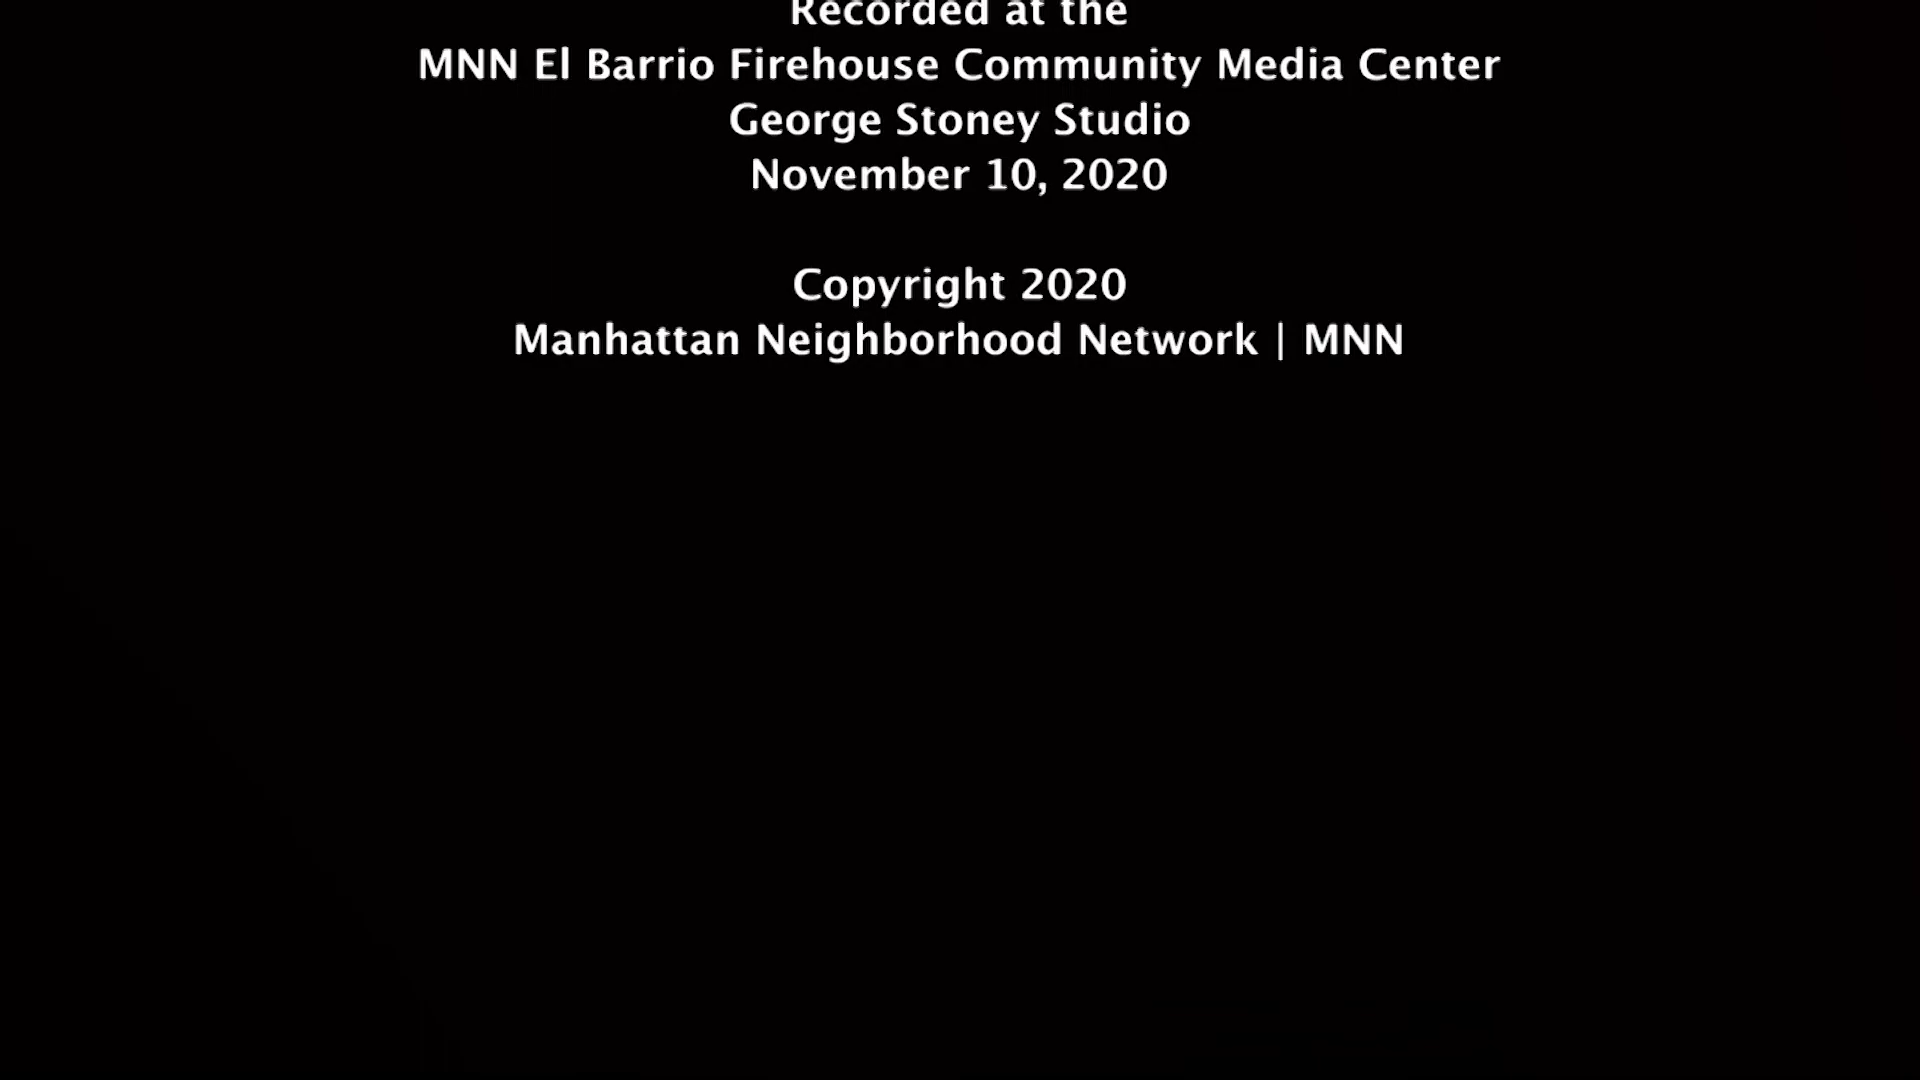 Recorded at the
MNN El Barrio Firehouse Community Media Center
George Stoney Studio
November 10, 2020
Copyright 2020
Manhattan Neighborhood Network | MNN